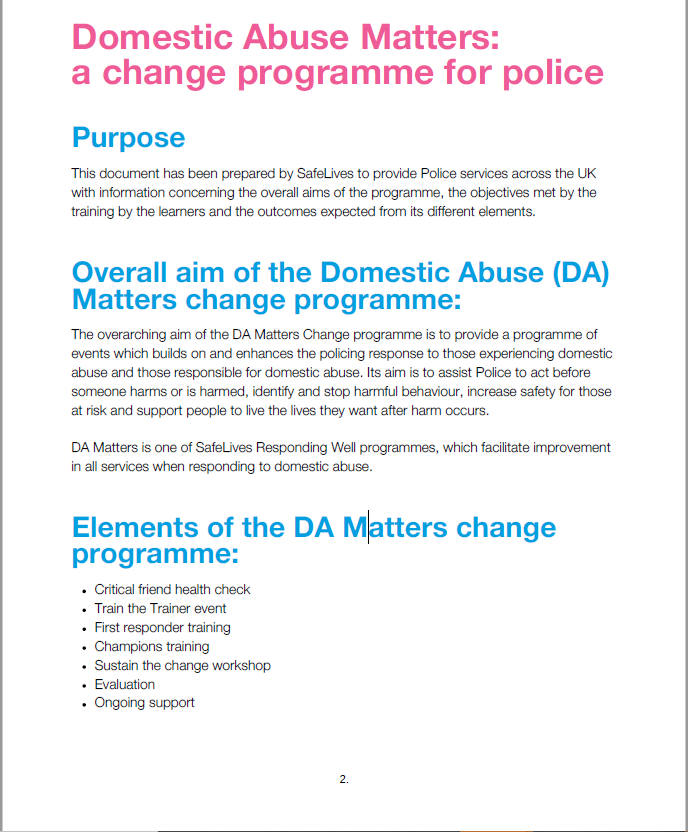 Domestic Abuse Matters:
a change programme for police
Purpose
This document has been prepared by SafeLives to provide Police services across the UK
with information concerning the overall aims of the programme, the objectives met by the
training by the learners and the outcomes expected from its different elements.
Overall aim of the Domestic Abuse (DA)
Matters change programme:
The overarching aim of the DA Matters Change programme is to provide a programme of
events which builds on and enhances the policing response to those experiencing domestic
abuse and those responsible for domestic abuse. Its aim is to assist Police to act before
someone harms or is harmed, identify and stop harmful behaviour, increase safety for those
at risk and support people to live the lives they want after harm occurs.
DA Matters is one of SafeLives Responding Well programmes, which facilitate improvement
in all services when responding to domestic abuse.
Elements of the DA Matters change
programme:
• Critical friend health check
• Train the Trainer event
• First responder training
• Champions training
• Sustain the change workshop
• Evaluation
• Ongoing support
2.